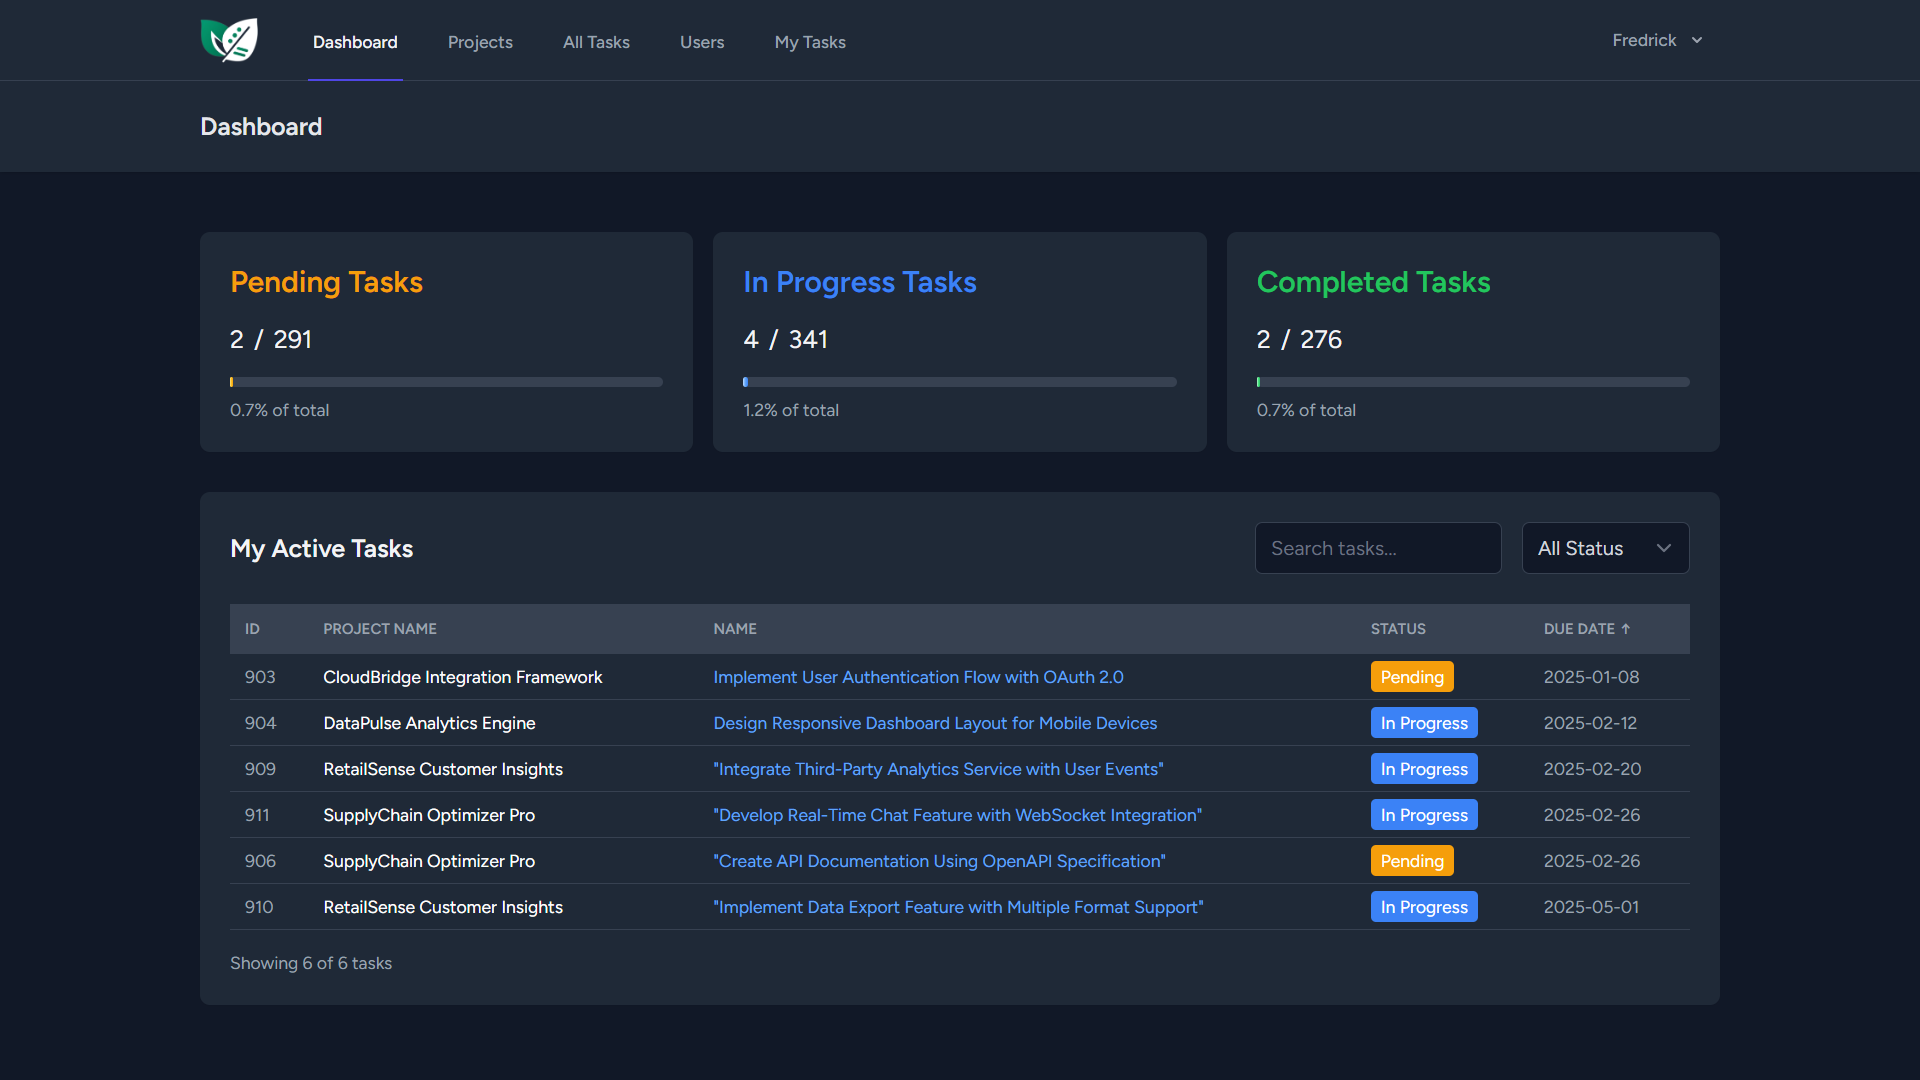 Dashboard Projects All Tasks Users My Tasks Fredrick
Dashboard
Pending Tasks
2 / 291
0.7% of total
In Progress Tasks
4 / 341
1.2% of total
Completed Tasks
2 / 276
0.7% of total
My Active Tasks Search tasks... All Status
ID PROJECT NAME NAME STATUS DUE DATE ↑
903 CloudBridge Integration Framework Implement User Authentication Flow with OAuth 2.0 Pending 2025-01-08
904 DataPulse Analytics Engine Design Responsive Dashboard Layout for Mobile Devices In Progress 2025-02-12
909 RetailSense Customer Insights "Integrate Third-Party Analytics Service with User Events" In Progress 2025-02-20
911 SupplyChain Optimizer Pro "Develop Real-Time Chat Feature with WebSocket Integration" In Progress 2025-02-26
906 SupplyChain Optimizer Pro "Create API Documentation Using OpenAPI Specification" Pending 2025-02-26
910 RetailSense Customer Insights "Implement Data Export Feature with Multiple Format Support" In Progress 2025-05-01
Showing 6 of 6 tasks